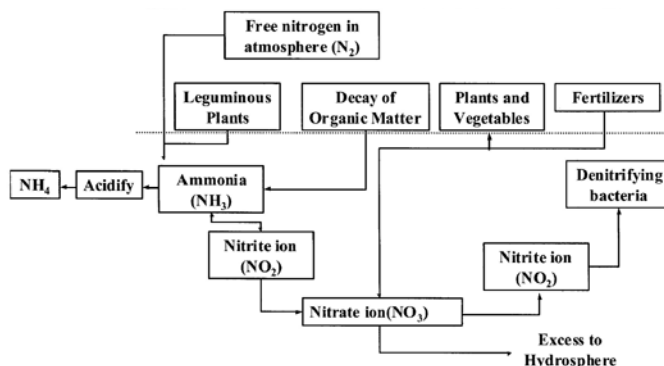 Free nitrogen in
atmosphere (N₂)
Leguminous
Plants
Decay of
Organic Matter
Plants and
Vegetables
Fertilizers
NH₄
Acidify
Ammonia
(NH₃)
Denitrifying
bacteria
Nitrite ion
(NO₂)
Nitrite ion
(NO₂)
Nitrate ion(NO₃)
Excess to
Hydrosphere